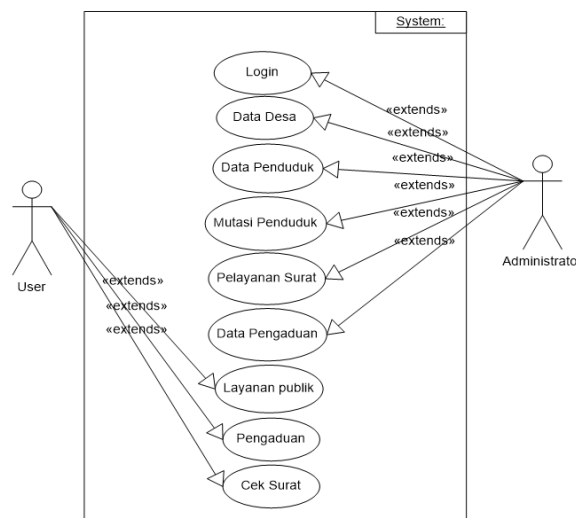 System:
Login
«extends»
Data Desa
«extends»
Data Penduduk
«extends»
«extends»
Mutasi Penduduk
«extends»
«extends»
Pelayanan Surat
Administrato
User
«extends»
«extends»
«extends»
Data Pengaduan
Layanan publik
Pengaduan
Cek Surat